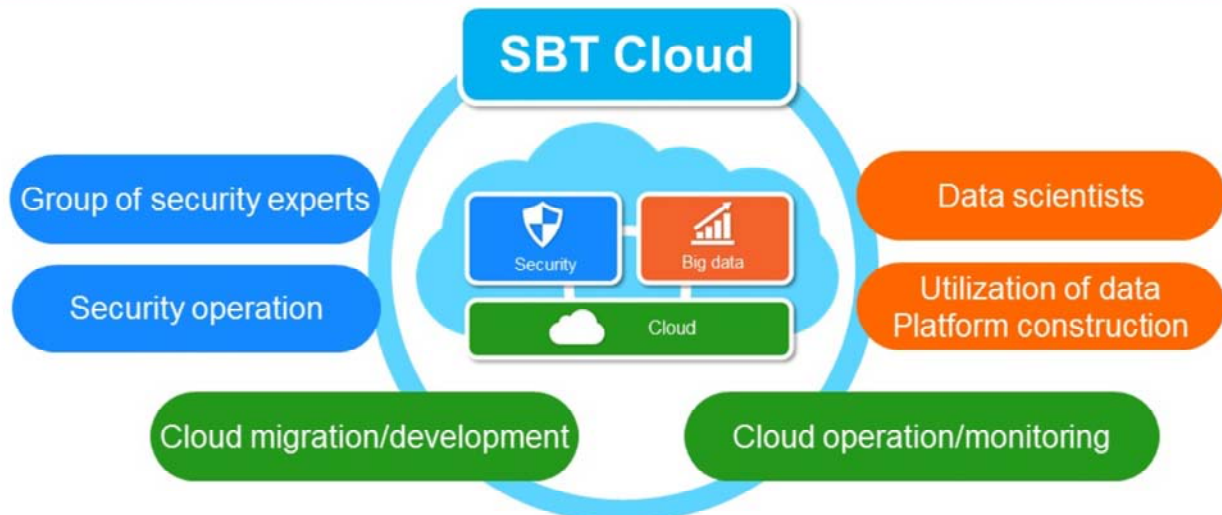 SBT Cloud
Group of security experts
Security operation
Security
Big data
Cloud
Data scientists
Utilization of data
Platform construction
Cloud migration/development
Cloud operation/monitoring